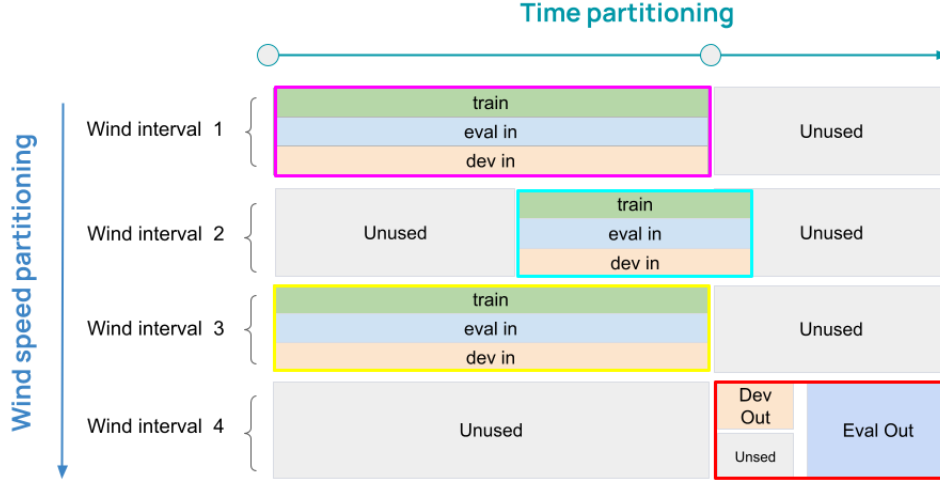 Time partitioning
Wind speed partitioning
Wind interval 1
train
eval in
dev in
Unused
Wind interval 2
Unused
train
eval in
dev in
Unused
Wind interval 3
train
eval in
dev in
Unused
Wind interval 4
Unused
Dev
Out
Unsed
Eval Out